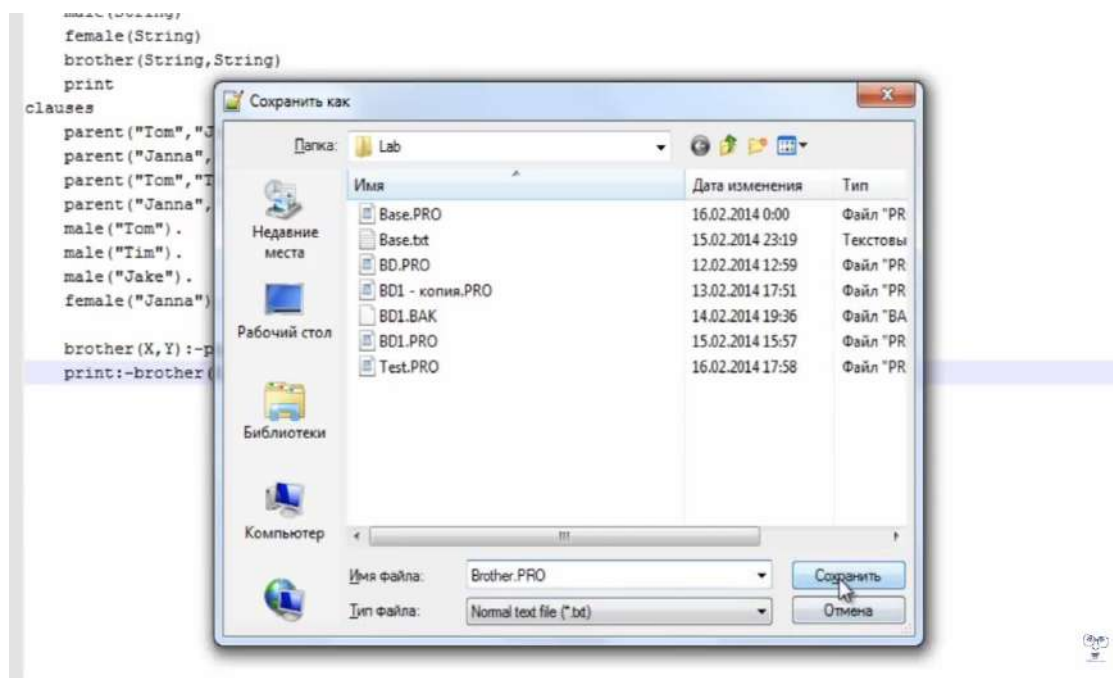 male(String)
female(String)
brother(String,String)
print
clauses
parent("Tom","J
parent("Janna",
parent("Tom","T
parent("Janna",
male("Tom").
male("Tim").
male("Jake").
female("Janna")
brother(X,Y):-p
print:-brother(
Сохранить как
Папка:
Lab
Недавние места
Рабочий стол
Библиотеки
Компьютер
Имя Дата изменения Тип
Base.PRO 16.02.2014 0:00 Файл "PR
Base.txt 15.02.2014 23:19 Текстовы
BD.PRO 12.02.2014 12:59 Файл "PR
BD1 - копия.PRO 13.02.2014 17:51 Файл "PR
BD1.BAK 14.02.2014 19:36 Файл "BA
BD1.PRO 15.02.2014 15:57 Файл "PR
Test.PRO 16.02.2014 17:58 Файл "PR
Имя файла: Brother.PRO Сохранить
Тип файла: Normal text file (*.txt) Отмена